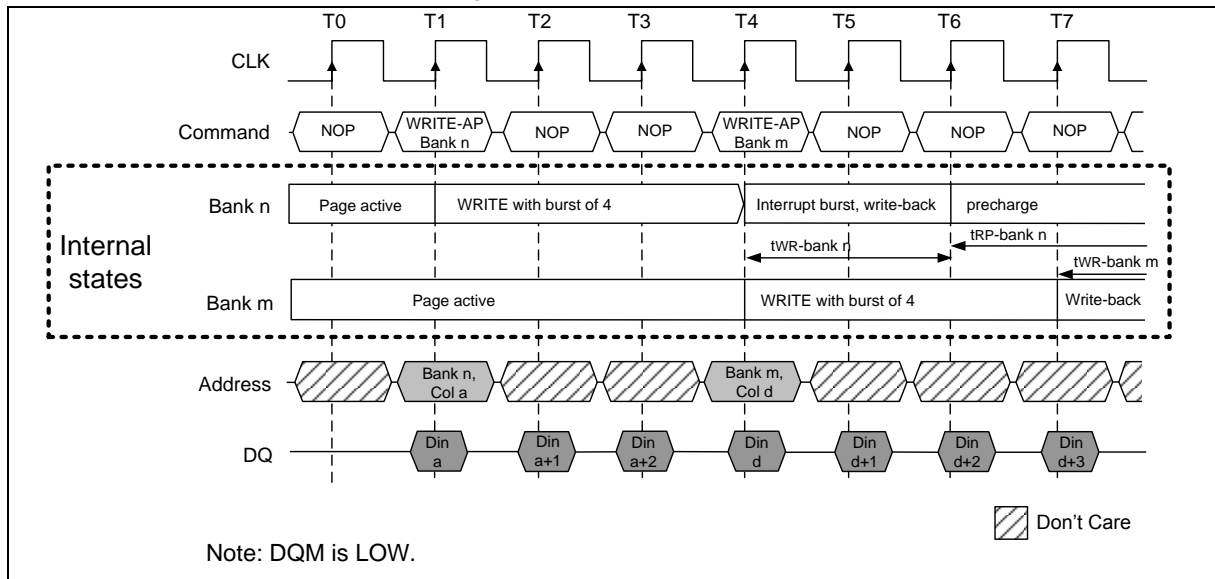 T0 T1 T2 T3 T4 T5 T6 T7
CLK
Command NOP WRITE-AP Bank n NOP NOP WRITE-AP Bank m NOP NOP NOP
Bank n Page active WRITE with burst of 4 Interrupt burst, write-back precharge
Internal states
tWR-bank n tRP-bank n
tWR-bank m
Bank m Page active WRITE with burst of 4 Write-back
Address Bank n, Col a Bank m, Col d
DQ Din a Din a+1 Din a+2 Din d Din d+1 Din d+2 Din d+3
Don't Care
Note: DQM is LOW.